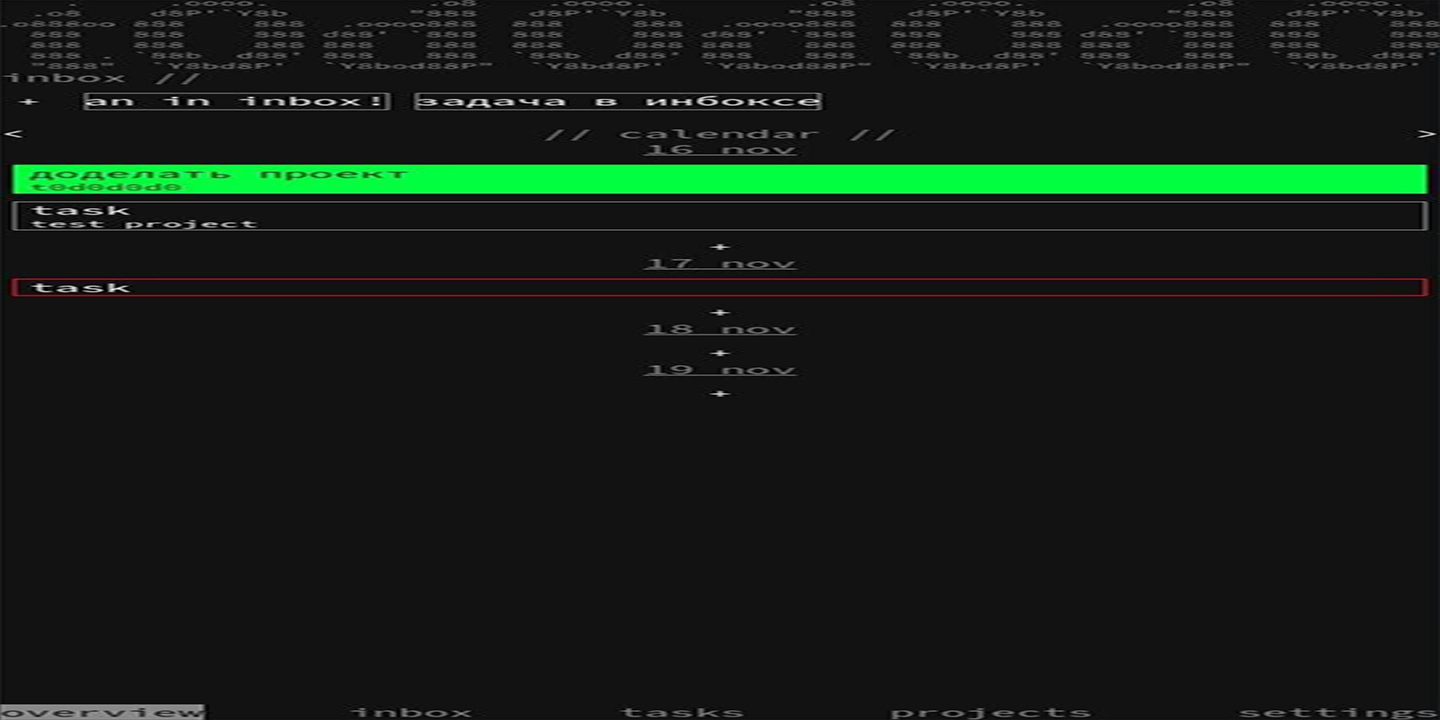 inbox //
+ an in inbox! задача в инбоксе
< // calendar // >
16 nov
доделать проект
t0d0d0d0
task
test project
+
17 nov
task
+
18 nov
+
19 nov
+
overview inbox tasks projects settings